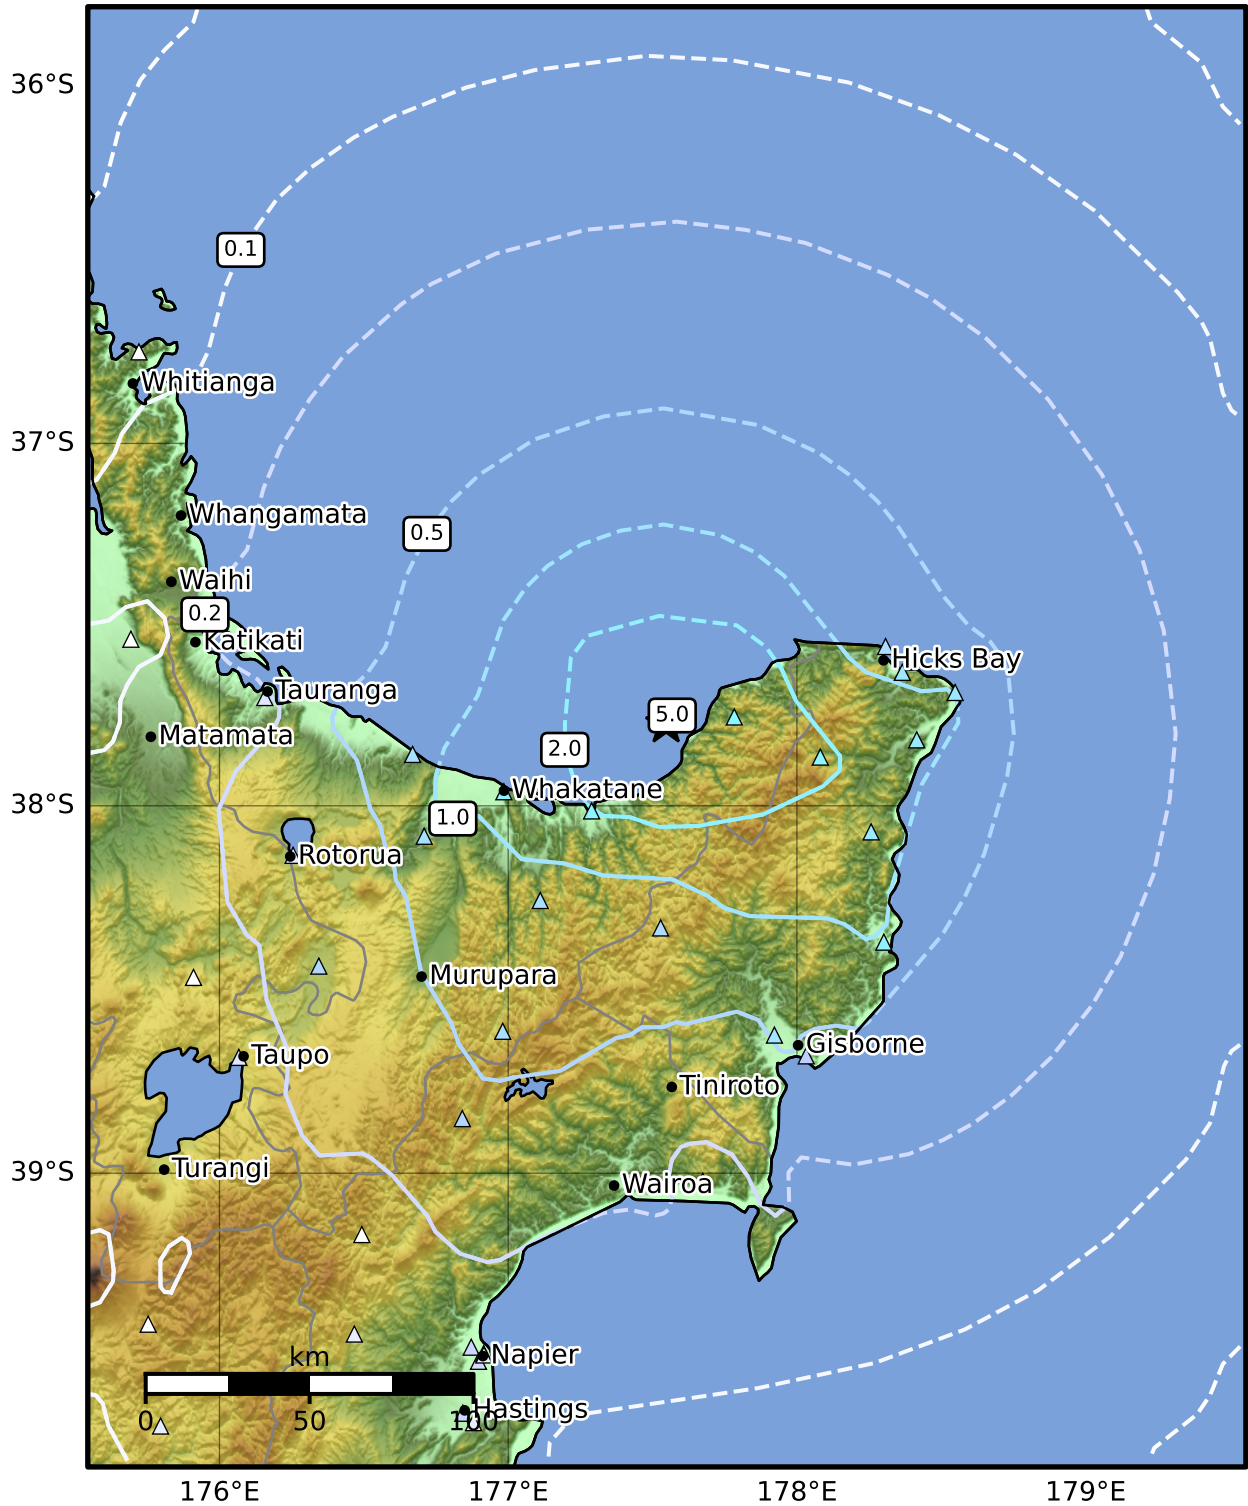 36°S
0.1
Whitianga
37°S
Whangamata
0.5
Waihi
0.2
Katikati
Hicks Bay
Tauranga
5.0
Matamata
2.0
Whakatane
38°S
1.0
Rotorua
Murupara
Gisborne
Taupo
Tiniroto
39°S
Turangi
Wairoa
Napier
km
Hastings
0 50 100
176°E 177°E 178°E 179°E